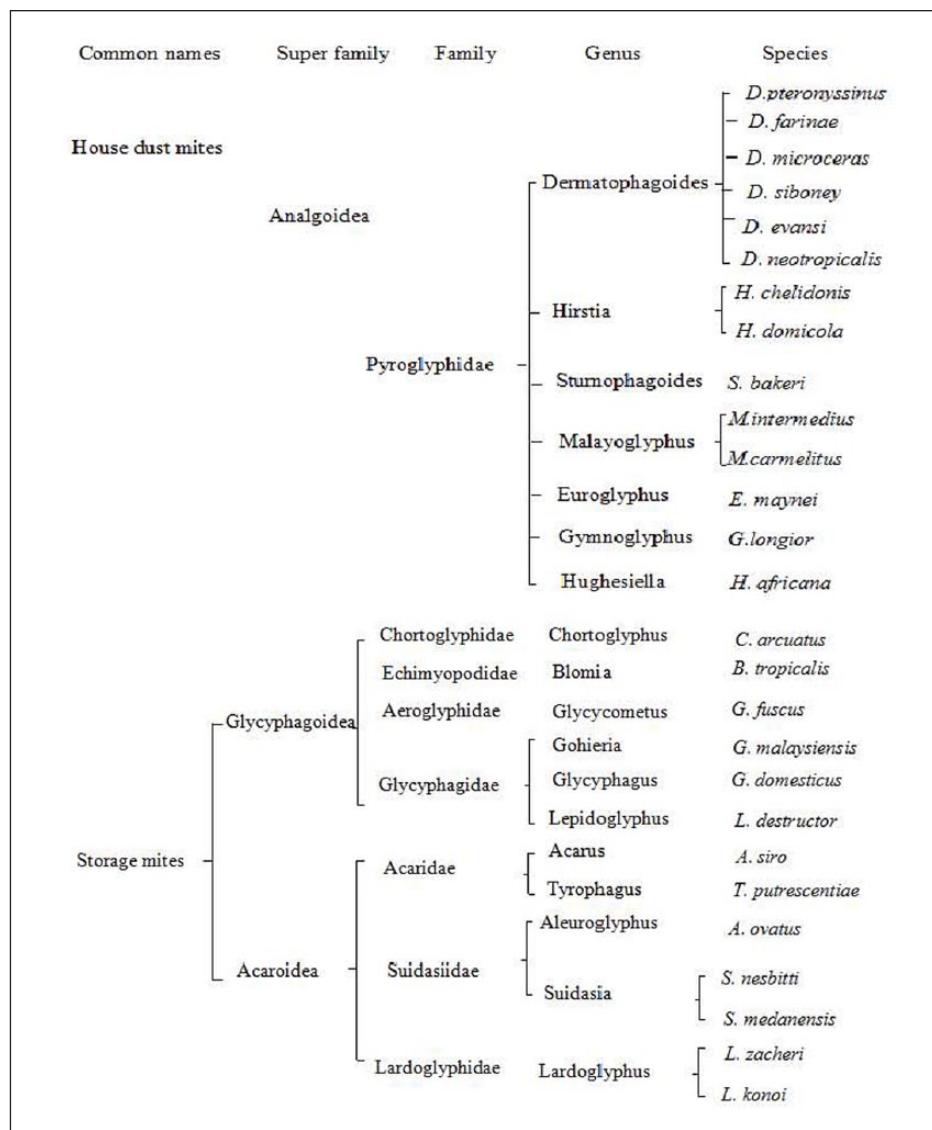 Common names Super family Family Genus Species
D.pteronyssinus
D. farinae
House dust mites
D. microceras
Dermatophagoides
D. siboney
Analgoidea
D. evansi
D. neotropicalis
H. chelidonis
Hirstia
H. domicola
Pyroglyphidae
Sturnophagoides S. bakeri
M.intermedius
Malayoglyphus
M.carmelitus
Euroglyphus E. maynei
Gymnoglyphus G.longior
Hughesiella H. africana
Chortoglyphidae Chortoglyphus C. arcuatus
Echimyopodidae Blomia B. tropicalis
Aeroglyphidae Glycycometus G. fuscus
Glycyphagoidea
Gohieria G. malaysiensis
Glycyphagidae Glycyphagus G. domesticus
Lepidoglyphus L. destructor
Storage mites
Acarus A. siro
Acaridae
Tyrophagus T. putrescentiae
Aleuroglyphus A. ovatus
Acaroidea Suidasiidae
S. nesbitti
Suidasia
S. medanensis
L. zacheri
Lardoglyphidae Lardoglyphus
L. konoi